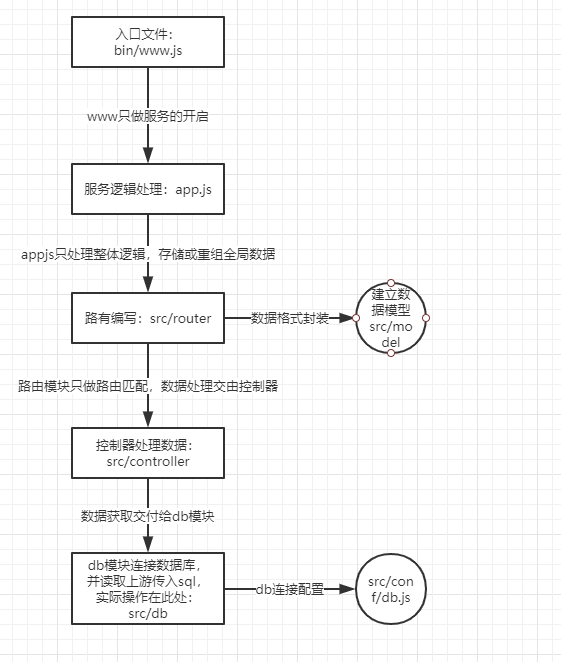 入口文件：
bin/www.js
www只做服务的开启
服务逻辑处理：app.js
appjs只处理整体逻辑，存储或重组全局数据
路有编写：src/router
数据格式封装
建立数
据模型
src/mo
del
路由模块只做路由匹配，数据处理交由控制器
控制器处理数据：
src/controller
数据获取交付给db模块
db模块连接数据库，
并读取上游传入sql，
实际操作在此处：
src/db
db连接配置
src/con
f/db.js